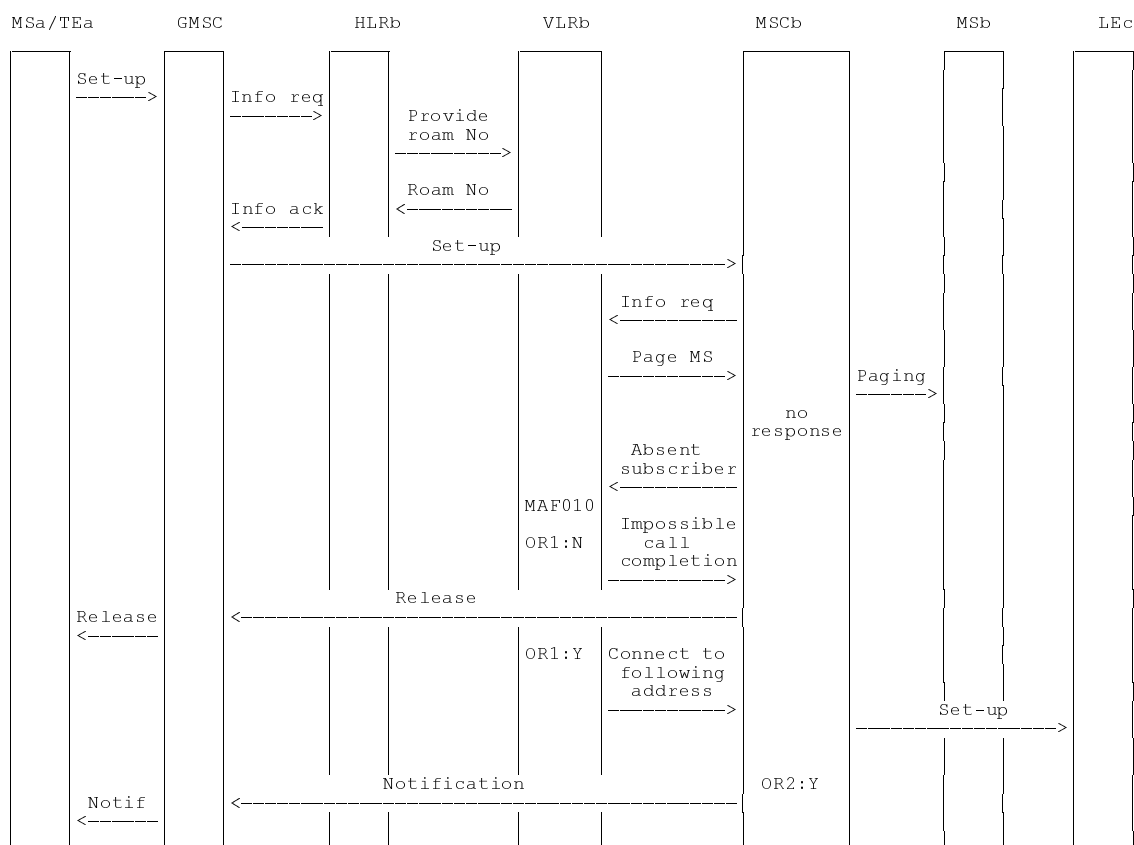 MSa/TEa GMSC HLRb VLRb MSCb MSb LEc
Set-up
------>
Info req
------->
Provide
roam No
--------->
Roam No
<---------
Info ack
<-------
Set-up
------------------------------------------>
Info req
<----------
Page MS
---------->
Paging
------>
no
response
Absent
subscriber
<----------
MAF010
Impossible
OR1:N call
completion
---------->
Release
<------------------------------------------
Release
<------
OR1:Y Connect to
following
address
---------->
Set-up
----------------->
Notification OR2:Y
<------------------------------------------
Notif
<------